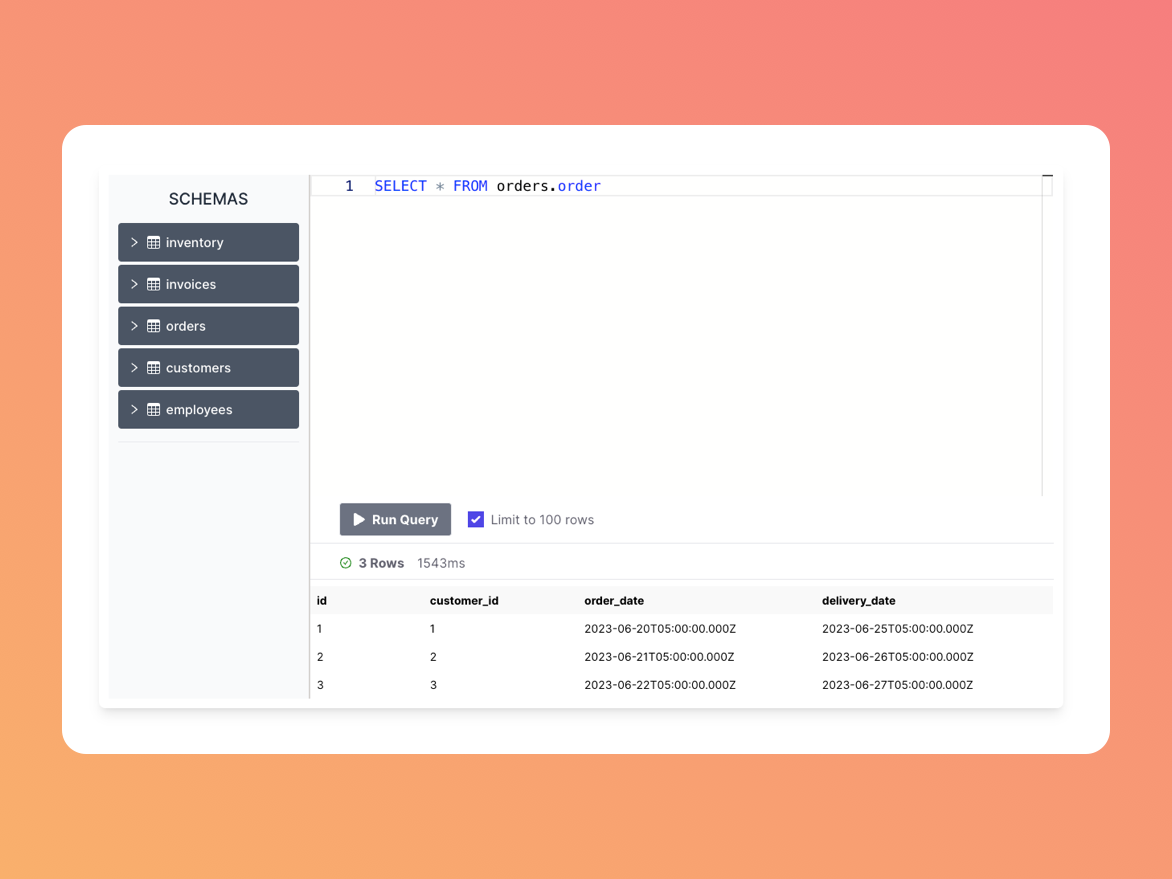 SCHEMAS
inventory
invoices
orders
customers
employees
1 SELECT * FROM orders.order
Run Query Limit to 100 rows
3 Rows 1543ms
id customer_id order_date delivery_date
1 1 2023-06-20T05:00:00.000Z 2023-06-25T05:00:00.000Z
2 2 2023-06-21T05:00:00.000Z 2023-06-26T05:00:00.000Z
3 3 2023-06-22T05:00:00.000Z 2023-06-27T05:00:00.000Z